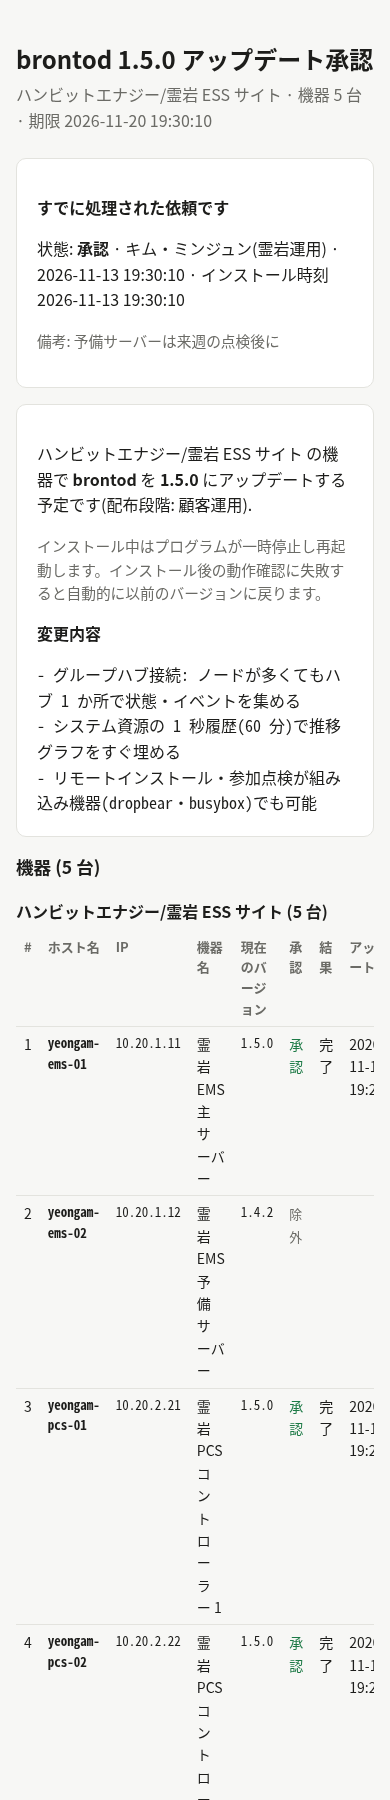 brontod 1.5.0 アップデート承認
ハンビットエナジー/霊岩 ESS サイト · 機器 5 台
· 期限 2026-11-20 19:30:10
すでに処理された依頼です
状態: 承認 · キム・ミンジュン(霊岩運用) ·
2026-11-13 19:30:10 · インストール時刻
2026-11-13 19:30:10
備考: 予備サーバーは来週の点検後に
ハンビットエナジー/霊岩 ESS サイト の機
器で brontod を 1.5.0 にアップデートする
予定です(配布段階: 顧客運用).
インストール中はプログラムが一時停止し再起
動します。インストール後の動作確認に失敗す
ると自動的に以前のバージョンに戻ります。
変更内容
- グループハブ接続: ノードが多くてもハ
ブ 1 か所で状態・イベントを集める
- システム資源の 1 秒履歴(60 分)で推移
グラフをすぐ埋める
- リモートインストール・参加点検が組み
込み機器(dropbear・busybox)でも可能
機器 (5 台)
ハンビットエナジー/霊岩 ESS サイト (5 台)
# ホスト名 IP 機器名 現在のバージョン 承認 結果 アッ
ート
1 yeongam-ems-01 10.20.1.11 霊岩 EMS 主サーバー 1.5.0 承認 完了
2 yeongam-ems-02 10.20.1.12 霊岩 EMS 予備サーバー 1.4.2 除外
3 yeongam-pcs-01 10.20.2.21 霊岩 PCS コントローラー 1 1.5.0 承認 完了
4 yeongam-pcs-02 10.20.2.22 霊岩 PCS コントロー 1.5.0 承認 完了